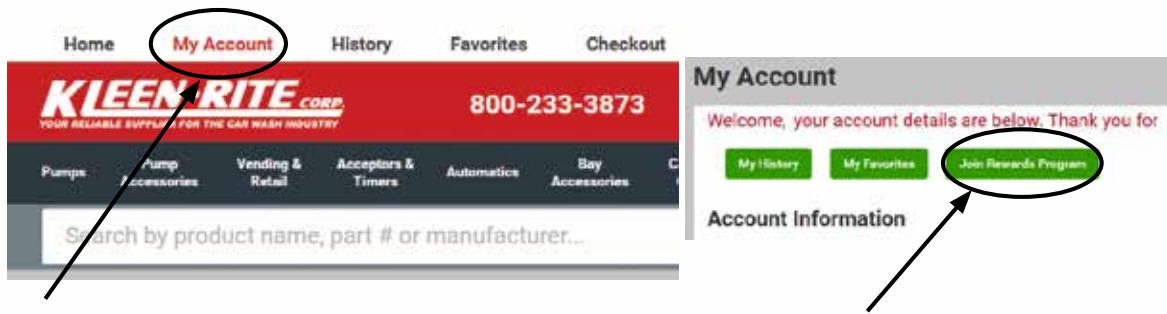 Home My Account History Favorites Checkout
KLEEN-RITE CORP.
YOUR RELIABLE SUPPLIER FOR THE CAR WASH INDUSTRY
800-233-3873
Pumps
Pump
Accessories
Vending &
Retail
Acceptors &
Timers
Automatics
Bay
Accessories
Search by product name, part # or manufacturer...
My Account
Welcome, your account details are below. Thank you for
My History My Favorites Join Rewards Program
Account Information